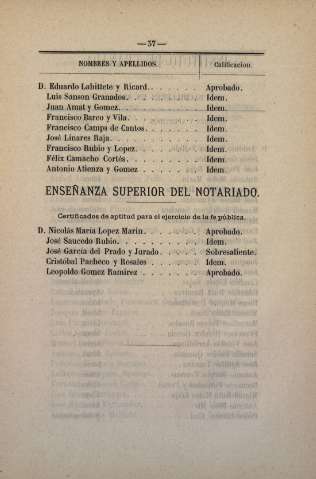 —37—
NOMBRES Y APELLIDOS. Calificacion.
D. Eduardo Labittete y Ricard . . . . . . Aprobado.
Luis Sanson Granados . . . . . . . . Idem.
Juan Amat y Gomez . . . . . . . . . Idem.
Francisco Barco y Vila . . . . . . . . Idem.
Francisco Campa de Cantos . . . . . . Idem.
José Linares Raja . . . . . . . . . . Idem.
Francisco Rubio y Lopez . . . . . . . Idem.
Félix Camacho Cortés . . . . . . . . Idem.
Antonio Atienza y Gomez . . . . . . . Idem.
ENSEÑANZA SUPERIOR DEL NOTARIADO.
Certificados de aptitud para el ejercicio de la fe pública.
D. Nicolás María Lopez Marin . . . . . . Aprobado.
José Saucedo Rubio . . . . . . . . . Idem.
José García del Prado y Jurado . . . . . Sobresaliente.
Cristóbal Pacheco y Rosales . . . . . . Idem.
Leopoldo Gomez Ramirez . . . . . . . Aprobado.